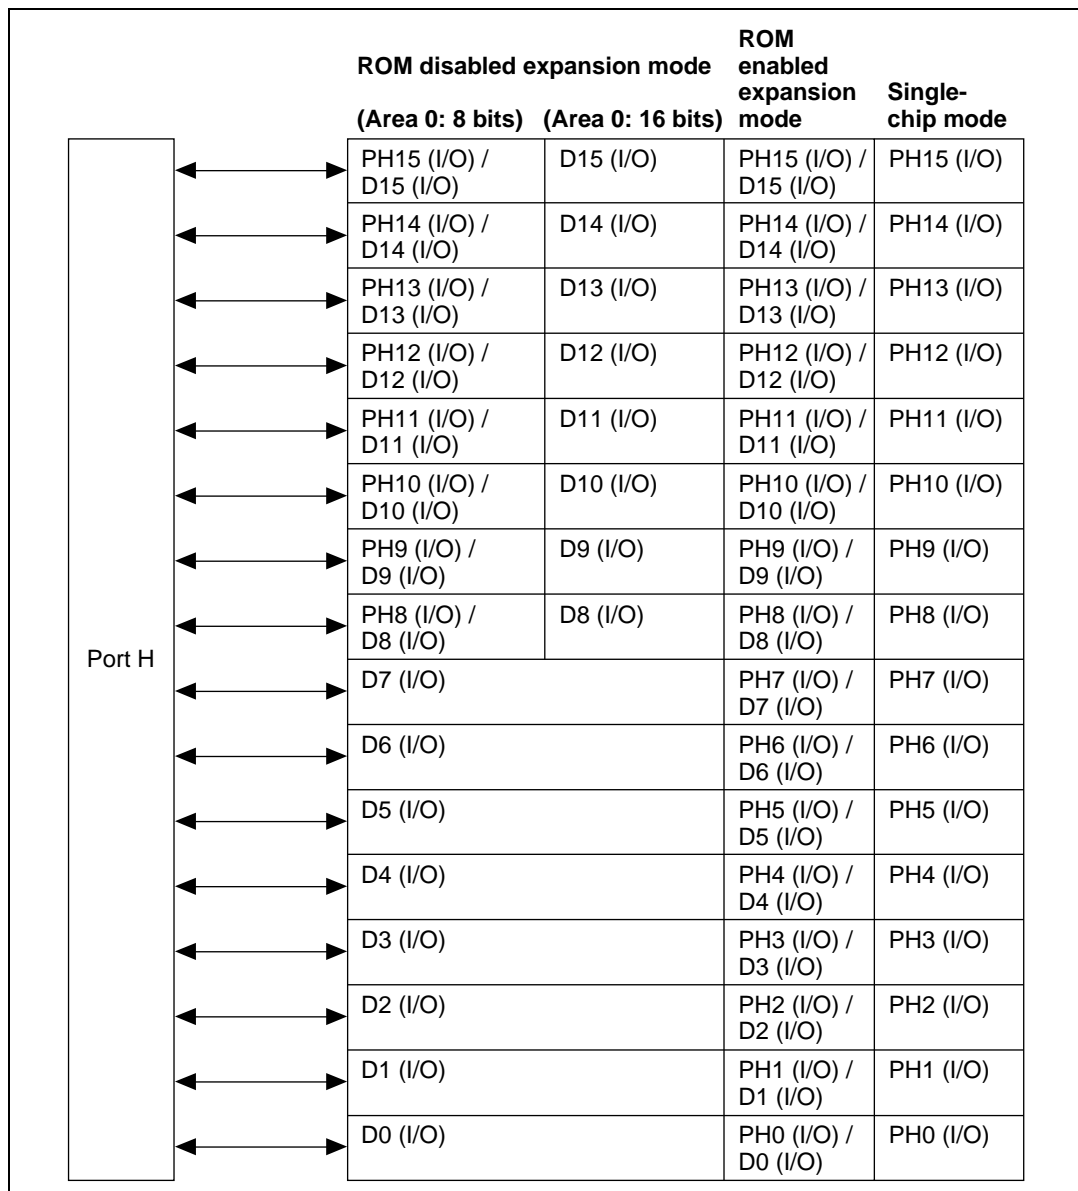 ROM disabled expansion mode
(Area 0: 8 bits) (Area 0: 16 bits)
ROM
enabled
expansion
mode
Single-
chip mode
Port H
PH15 (I/O) /
D15 (I/O)
D15 (I/O)
PH15 (I/O) /
D15 (I/O)
PH15 (I/O)
PH14 (I/O) /
D14 (I/O)
D14 (I/O)
PH14 (I/O) /
D14 (I/O)
PH14 (I/O)
PH13 (I/O) /
D13 (I/O)
D13 (I/O)
PH13 (I/O) /
D13 (I/O)
PH13 (I/O)
PH12 (I/O) /
D12 (I/O)
D12 (I/O)
PH12 (I/O) /
D12 (I/O)
PH12 (I/O)
PH11 (I/O) /
D11 (I/O)
D11 (I/O)
PH11 (I/O) /
D11 (I/O)
PH11 (I/O)
PH10 (I/O) /
D10 (I/O)
D10 (I/O)
PH10 (I/O) /
D10 (I/O)
PH10 (I/O)
PH9 (I/O) /
D9 (I/O)
D9 (I/O)
PH9 (I/O) /
D9 (I/O)
PH9 (I/O)
PH8 (I/O) /
D8 (I/O)
D8 (I/O)
PH8 (I/O) /
D8 (I/O)
PH8 (I/O)
D7 (I/O)
PH7 (I/O) /
D7 (I/O)
PH7 (I/O)
D6 (I/O)
PH6 (I/O) /
D6 (I/O)
PH6 (I/O)
D5 (I/O)
PH5 (I/O) /
D5 (I/O)
PH5 (I/O)
D4 (I/O)
PH4 (I/O) /
D4 (I/O)
PH4 (I/O)
D3 (I/O)
PH3 (I/O) /
D3 (I/O)
PH3 (I/O)
D2 (I/O)
PH2 (I/O) /
D2 (I/O)
PH2 (I/O)
D1 (I/O)
PH1 (I/O) /
D1 (I/O)
PH1 (I/O)
D0 (I/O)
PH0 (I/O) /
D0 (I/O)
PH0 (I/O)